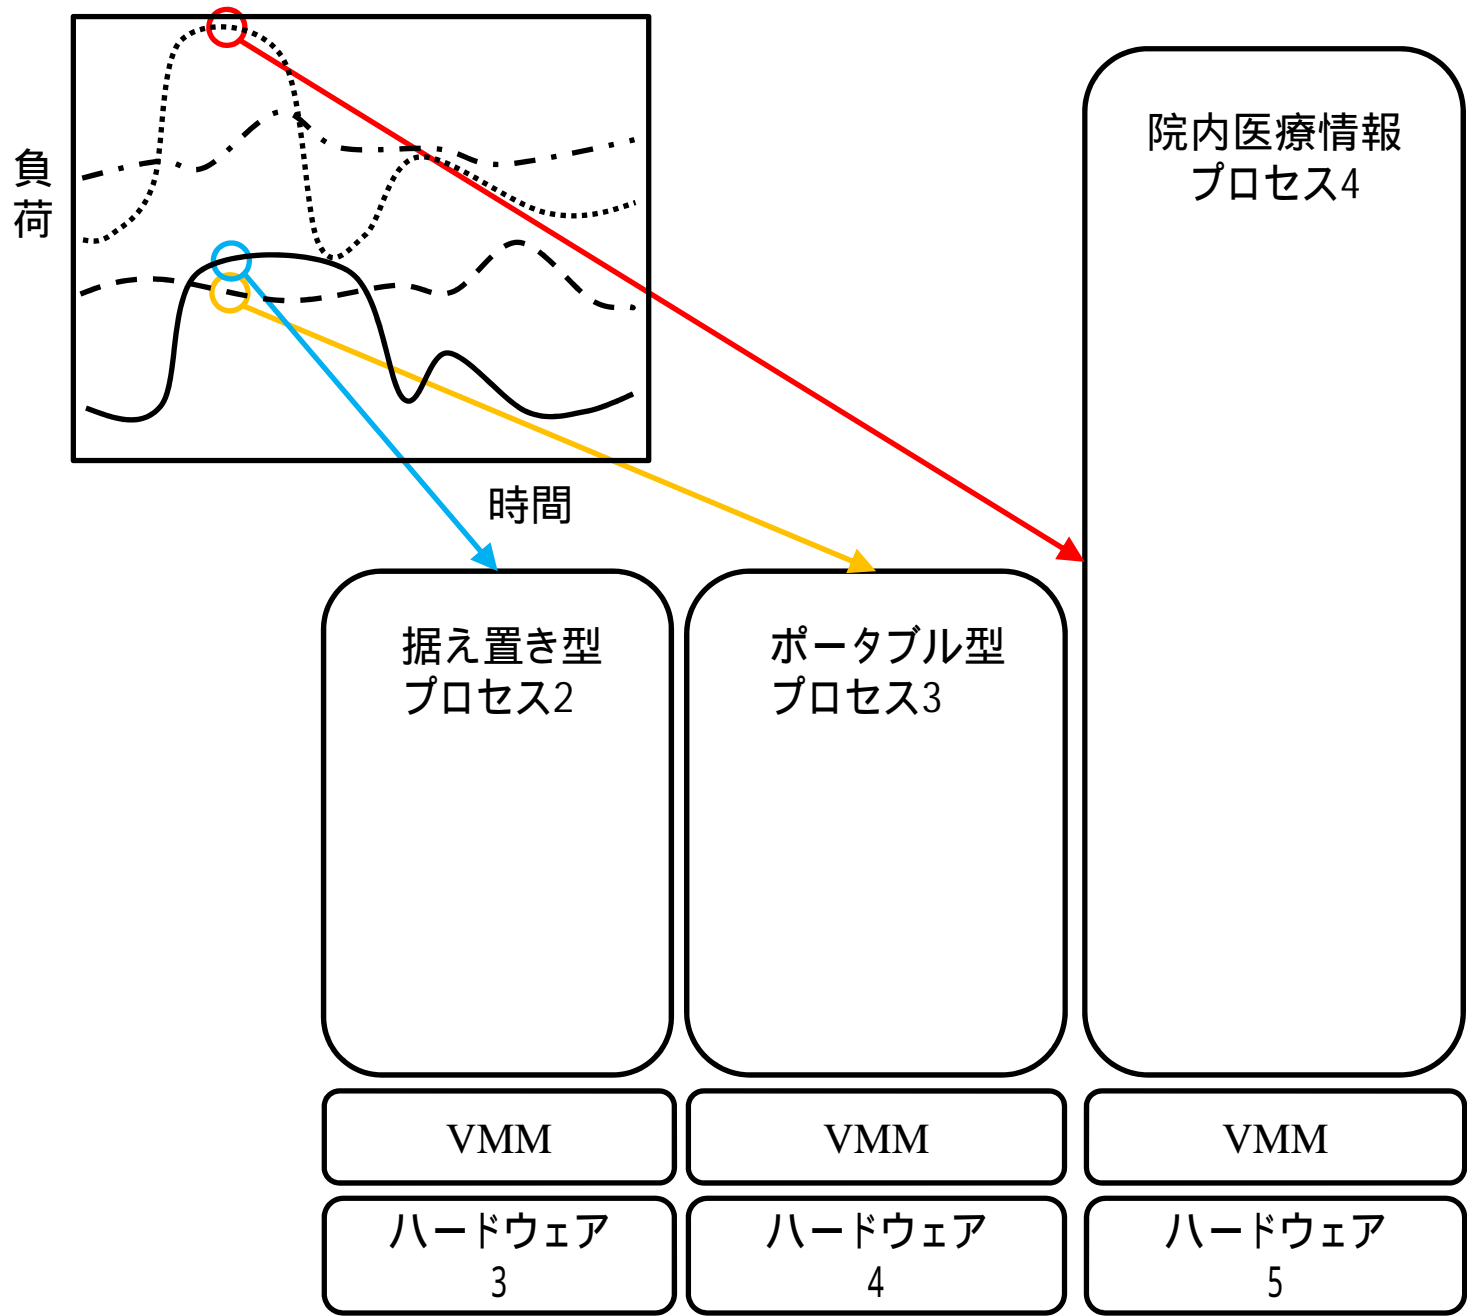 負
荷
時間
院内医療情報
プロセス4
据え置き型
プロセス2
ポータブル型
プロセス3
VMM
VMM
VMM
ハードウェア
3
ハードウェア
4
ハードウェア
5